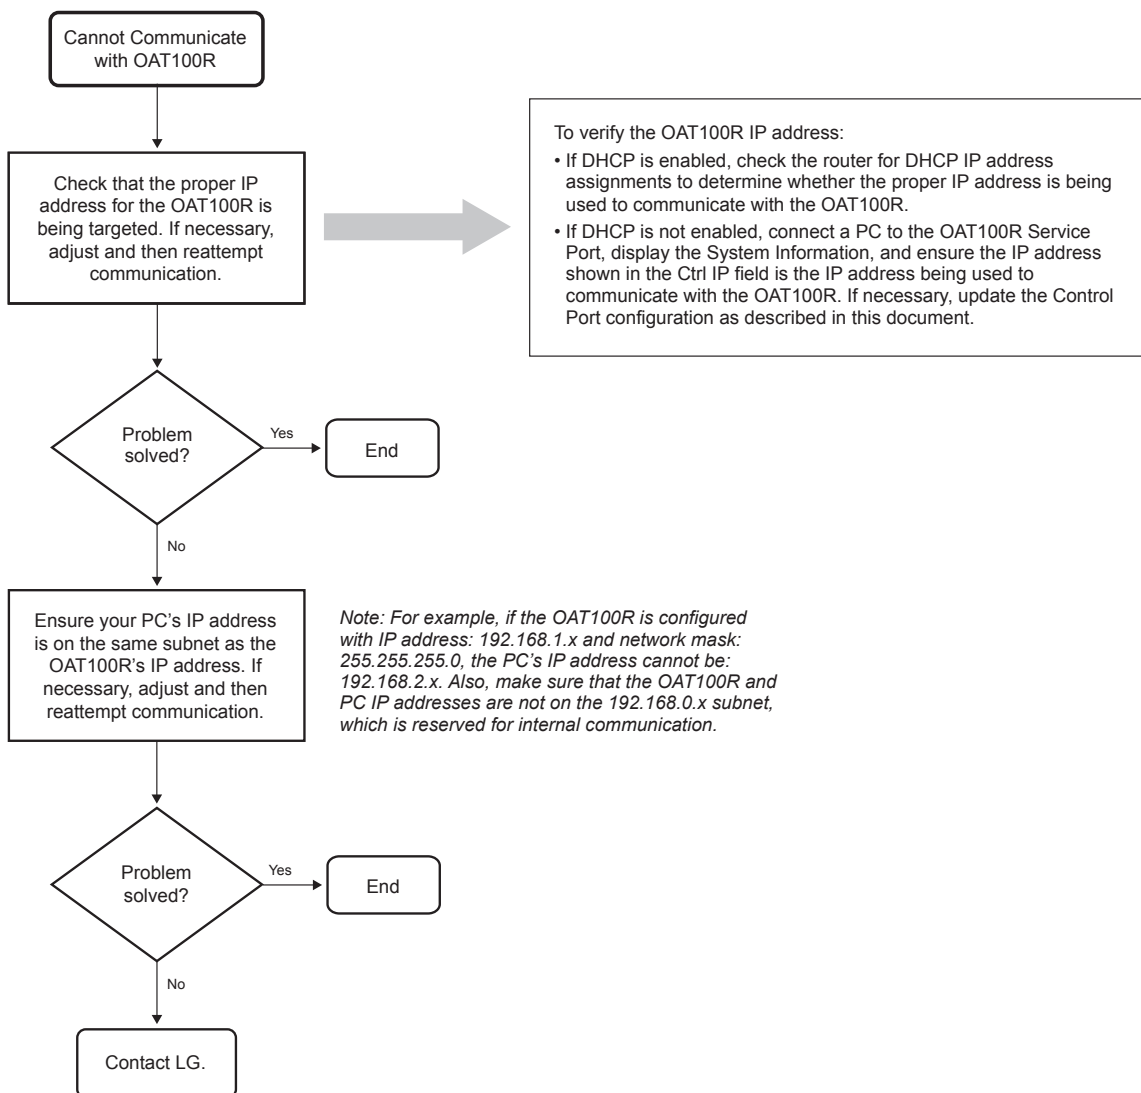 Cannot Communicate
with OAT100R
Check that the proper IP
address for the OAT100R is
being targeted. If necessary,
adjust and then reattempt
communication.
To verify the OAT100R IP address:
• If DHCP is enabled, check the router for DHCP IP address
assignments to determine whether the proper IP address is being
used to communicate with the OAT100R.
• If DHCP is not enabled, connect a PC to the OAT100R Service
Port, display the System Information, and ensure the IP address
shown in the Ctrl IP field is the IP address being used to
communicate with the OAT100R. If necessary, update the Control
Port configuration as described in this document.
Problem
solved?
Yes
End
No
Ensure your PC’s IP address
is on the same subnet as the
OAT100R’s IP address. If
necessary, adjust and then
reattempt communication.
Note: For example, if the OAT100R is configured
with IP address: 192.168.1.x and network mask:
255.255.255.0, the PC’s IP address cannot be:
192.168.2.x. Also, make sure that the OAT100R and
PC IP addresses are not on the 192.168.0.x subnet,
which is reserved for internal communication.
Problem
solved?
Yes
End
No
Contact LG.